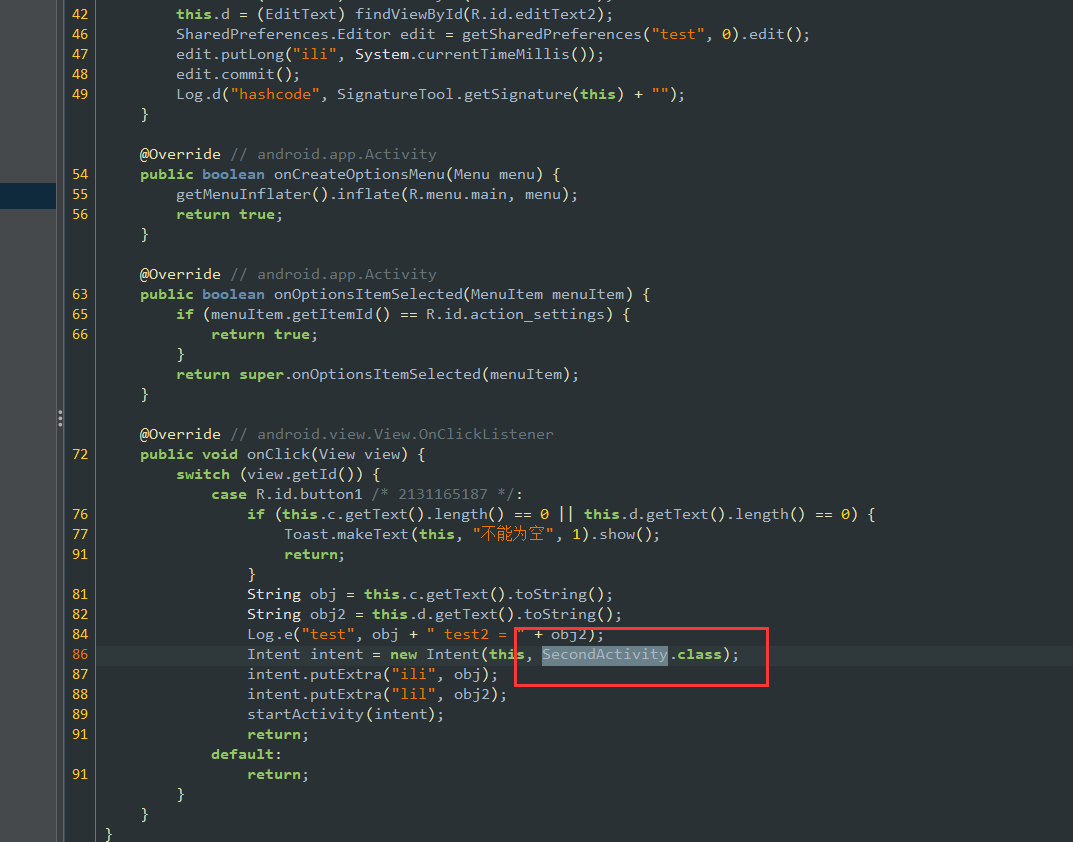 42 this.d = (EditText) findViewById(R.id.editText2);
46 SharedPreferences.Editor edit = getSharedPreferences("test", 0).edit();
47 edit.putLong("ili", System.currentTimeMillis());
48 edit.commit();
49 Log.d("hashcode", SignatureTool.getSignature(this) + "");
}
@Override // android.app.Activity
54 public boolean onCreateOptionsMenu(Menu menu) {
55 getMenuInflater().inflate(R.menu.main, menu);
56 return true;
}
@Override // android.app.Activity
63 public boolean onOptionsItemSelected(MenuItem menuItem) {
65 if (menuItem.getItemId() == R.id.action_settings) {
66 return true;
}
return super.onOptionsItemSelected(menuItem);
}
@Override // android.view.View.OnClickListener
72 public void onClick(View view) {
switch (view.getId()) {
case R.id.button1 /* 2131165187 */:
76 if (this.c.getText().length() == 0 || this.d.getText().length() == 0) {
77 Toast.makeText(this, "不能为空", 1).show();
91 return;
}
81 String obj = this.c.getText().toString();
82 String obj2 = this.d.getText().toString();
84 Log.e("test", obj + " test2 = " + obj2);
86 Intent intent = new Intent(this, SecondActivity.class);
87 intent.putExtra("ili", obj);
88 intent.putExtra("lil", obj2);
89 startActivity(intent);
91 return;
default:
91 return;
}
}
}